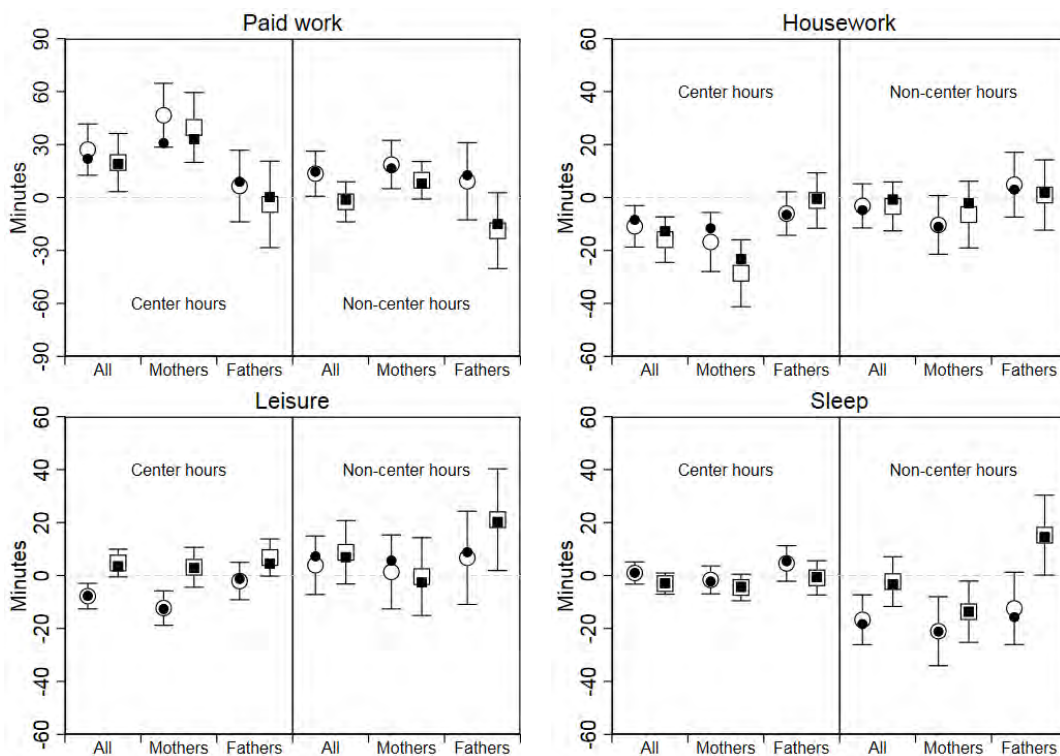 Paid work
Minutes
90
60
30
0
30
-60
-90
Center hours
Non-center hours
All Mothers Fathers All Mothers Fathers
Housework
Minutes
60
40
20
0
-20
-40
-60
Center hours
Non-center hours
All Mothers Fathers All Mothers Fathers
Leisure
Minutes
60
40
20
0
-20
-40
-60
Center hours
Non-center hours
All Mothers Fathers All Mothers Fathers
Sleep
Minutes
60
40
20
0
-20
-40
-60
Center hours
Non-center hours
All Mothers Fathers All Mothers Fathers